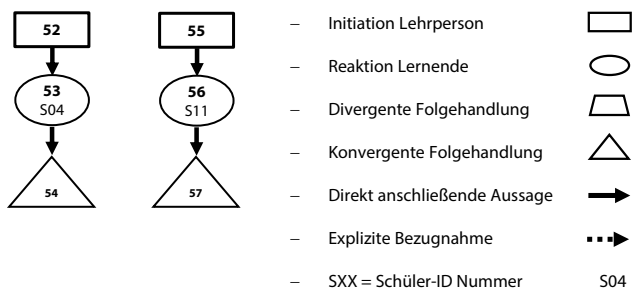 52
53
S04
54
55
56
S11
57
– Initiation Lehrperson
– Reaktion Lernende
– Divergente Folgehandlung
– Konvergente Folgehandlung
– Direkt anschließende Aussage
– Explizite Bezugnahme
– SXX = Schüler-ID Nummer S04